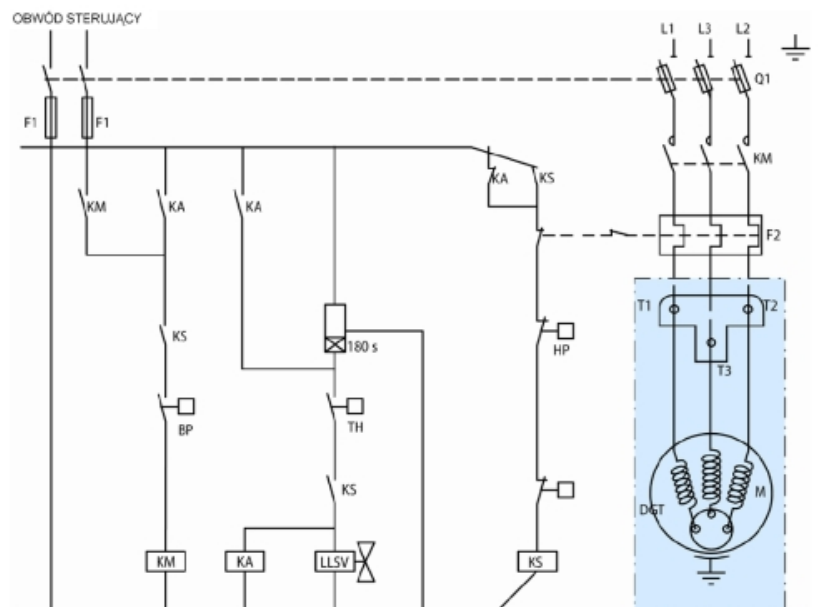 OBWÓD STERUJĄCY
L1 L3 L2
Q1
F1 F1
KM
KA KS
KM KA KA
F2
T1 T2
KS 180 s HP
T3
BP TH
KS
DGT M
KM KA LLSV KS